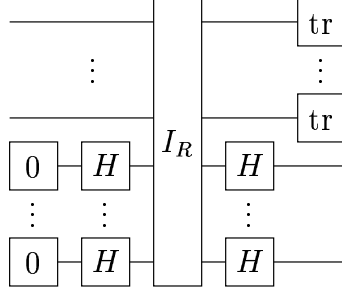 tr
⋮ ⋮
tr
I_R
0 H H
⋮ ⋮ ⋮
0 H H